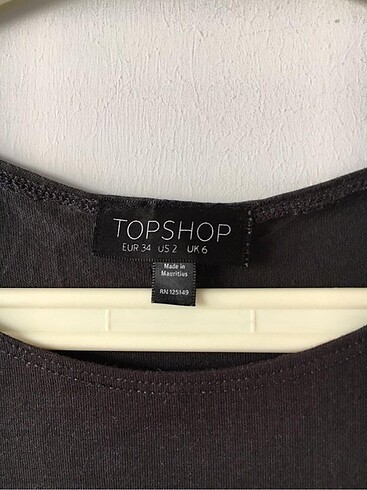 TOPSHOP
EUR 34 US 2 UK 6
Made in
Mauritius
RN 125149